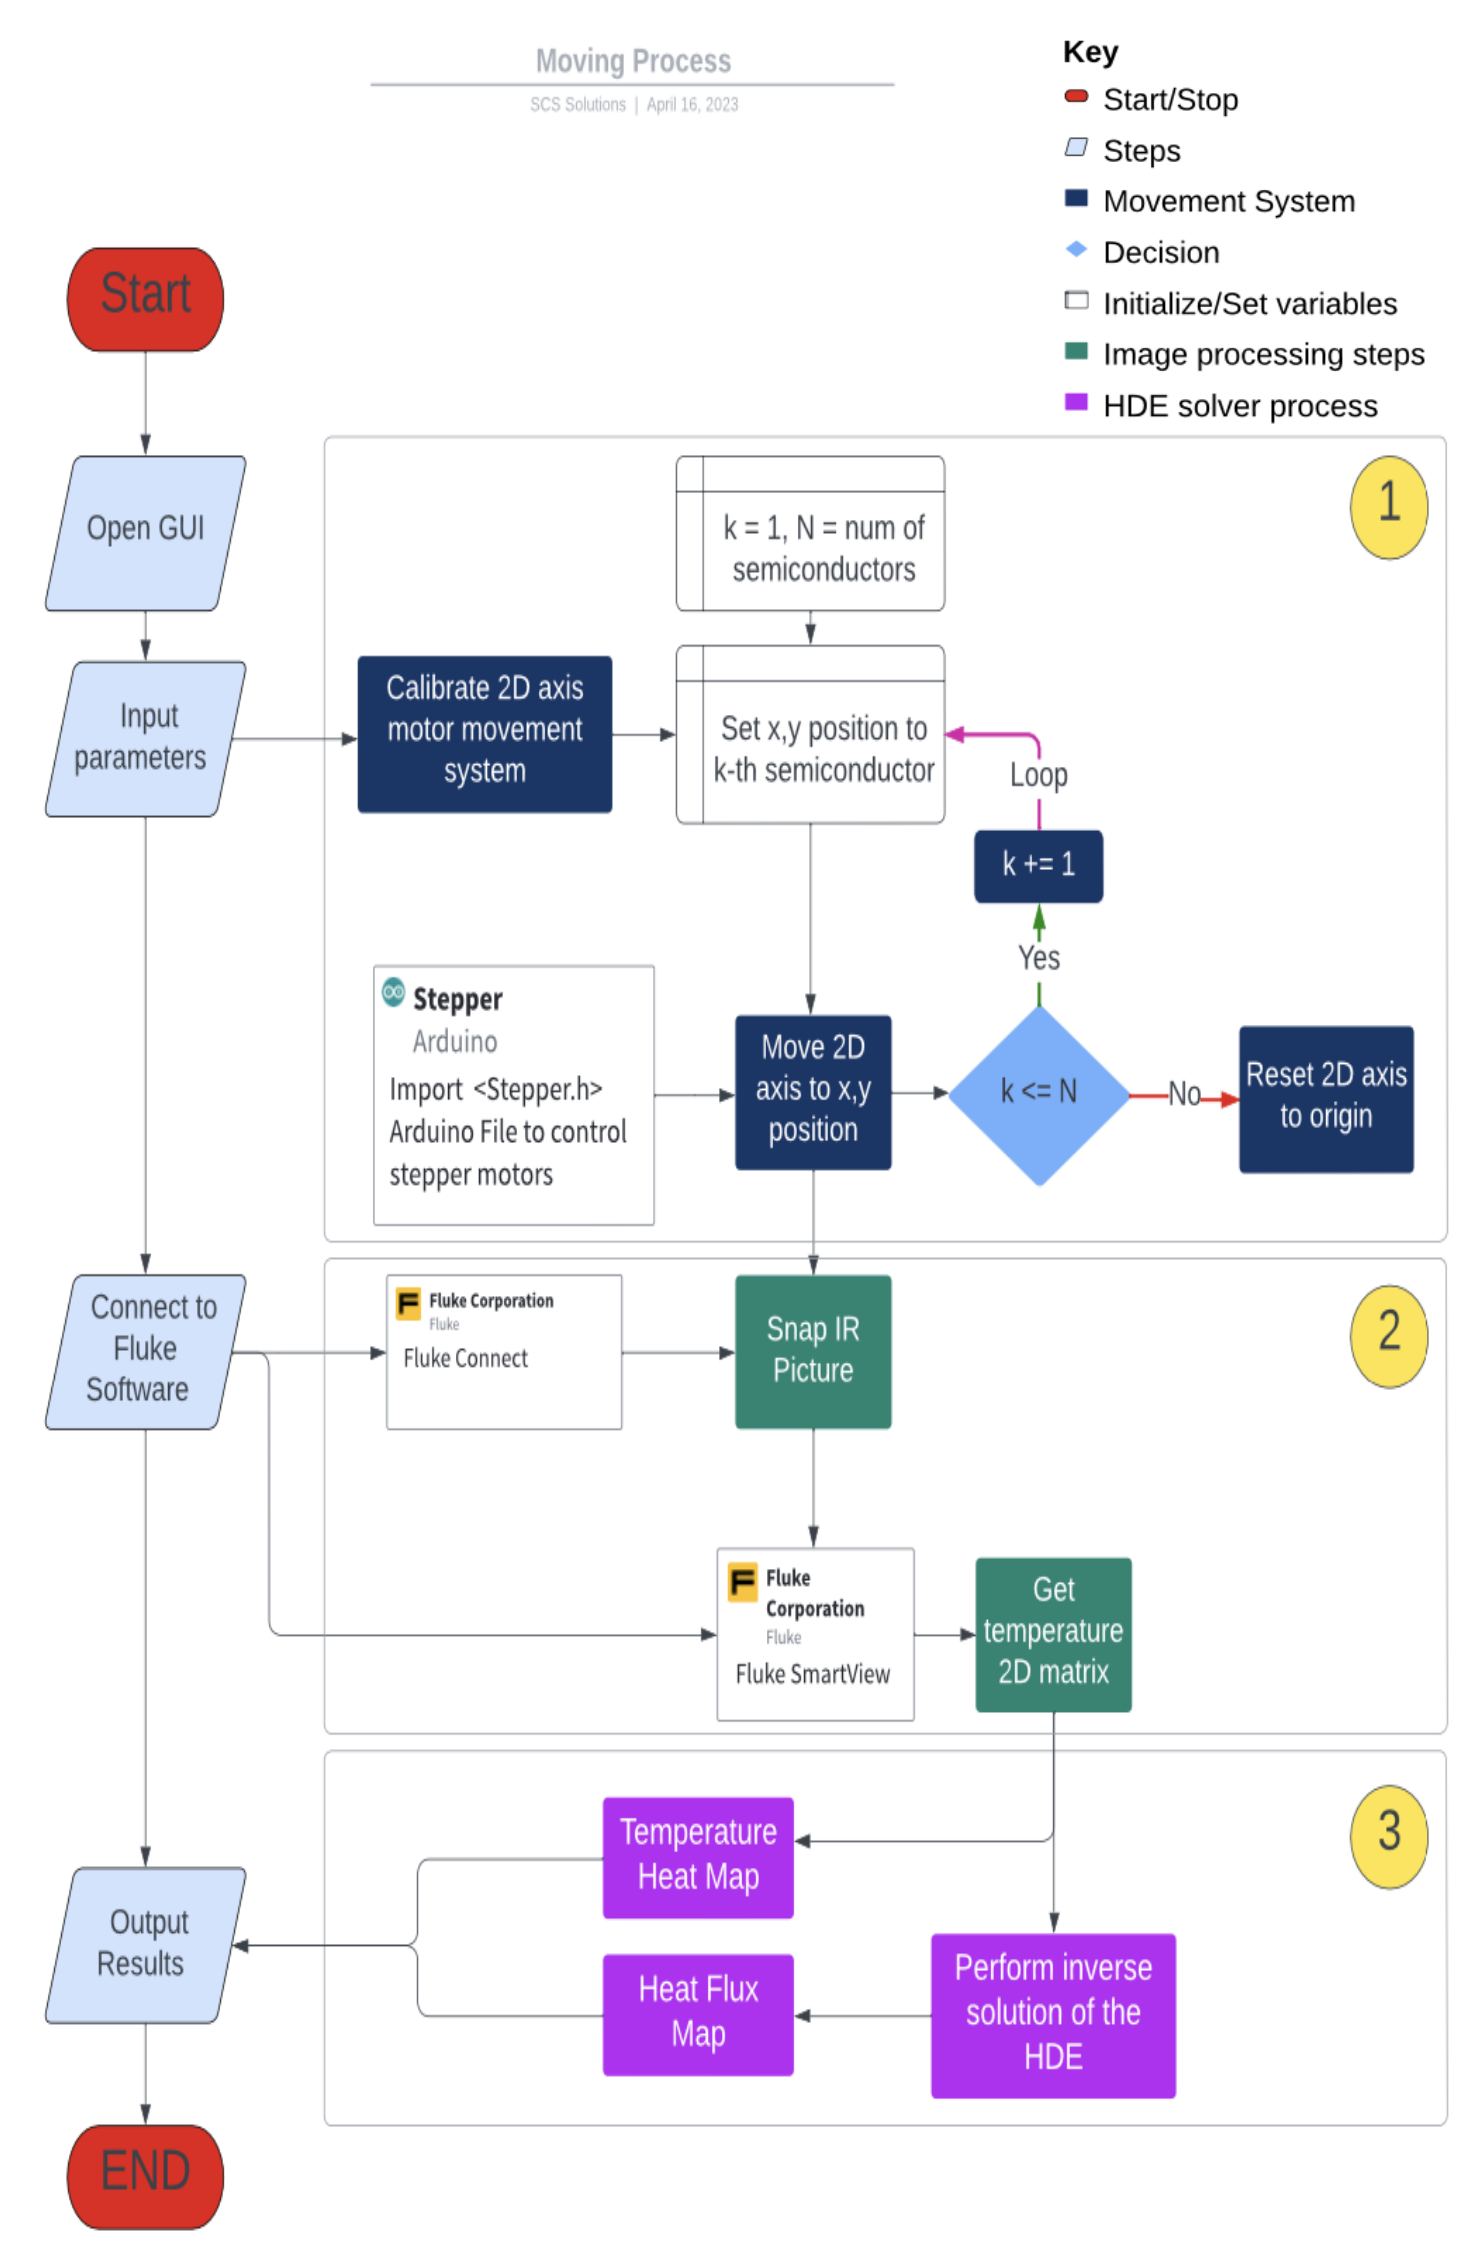 Moving Process
SCS Solutions | April 16, 2023
Key
Start/Stop
Steps
Movement System
Decision
Initialize/Set variables
Image processing steps
HDE solver process
Start
Open GUI
Input
parameters
Connect to
Fluke
Software
Output
Results
END
1
k = 1, N = num of
semiconductors
Calibrate 2D axis
motor movement
system
Set x,y position to
k-th semiconductor
Loop
k += 1
Yes
Stepper
Arduino
Import <Stepper.h>
Arduino File to control
stepper motors
Move 2D
axis to x,y
position
k <= N
No
Reset 2D axis
to origin
2
Fluke Corporation
Fluke
Fluke Connect
Snap IR
Picture
Fluke
Corporation
Fluke
Fluke SmartView
Get
temperature
2D matrix
3
Temperature
Heat Map
Heat Flux
Map
Perform inverse
solution of the
HDE